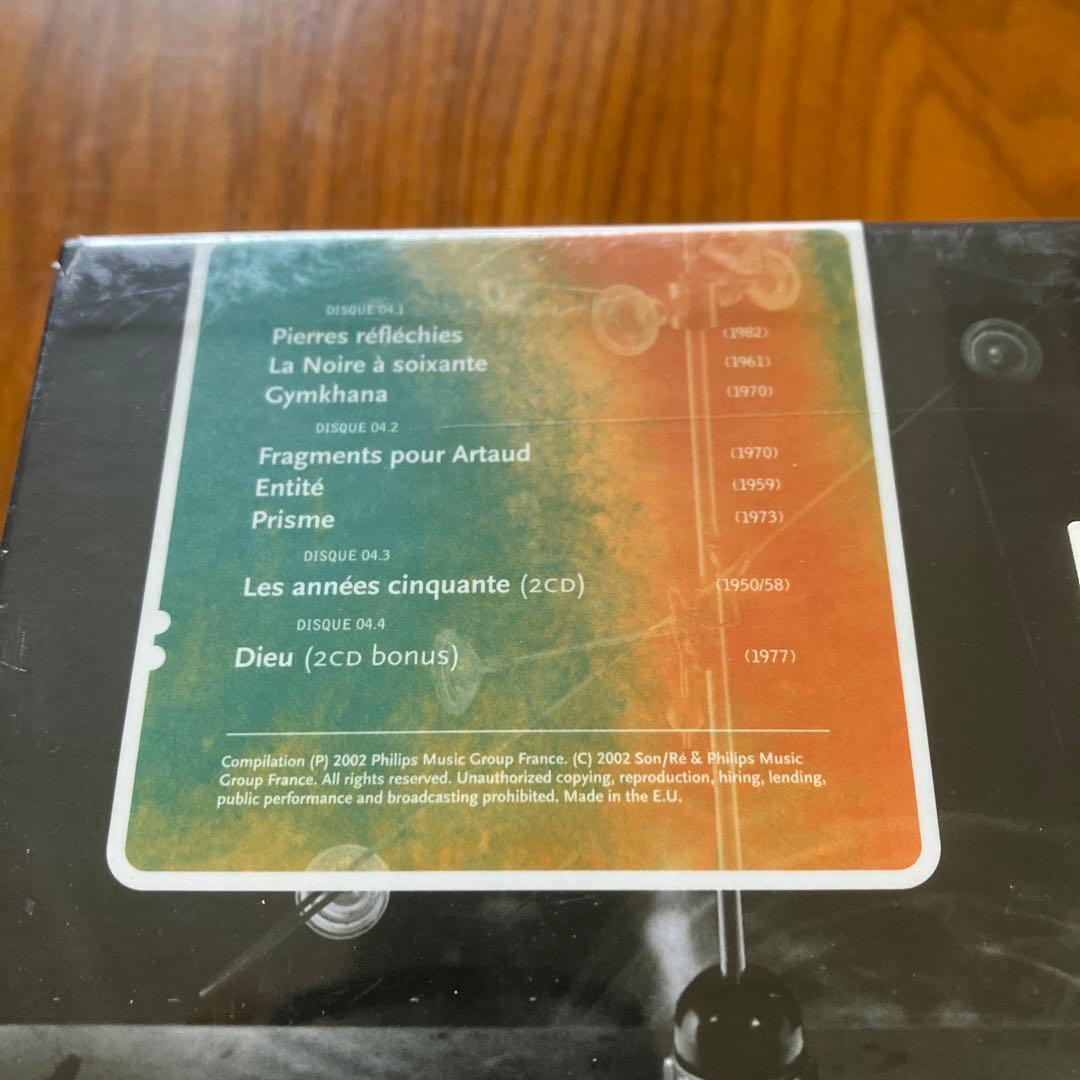 DISQUE 04.1
Pierres réfléchies (1982)
La Noire à soixante (1961)
Gymkhana (1970)
DISQUE 04.2
Fragments pour Artaud (1970)
Entité (1959)
Prisme (1973)
DISQUE 04.3
Les années cinquante (2CD) (1950/58)
DISQUE 04.4
Dieu (2CD bonus) (1977)
Compilation (P) 2002 Philips Music Group France. (C) 2002 Son/Ré & Philips Music
Group France. All rights reserved. Unauthorized copying, reproduction, hiring, lending,
public performance and broadcasting prohibited. Made in the E.U.